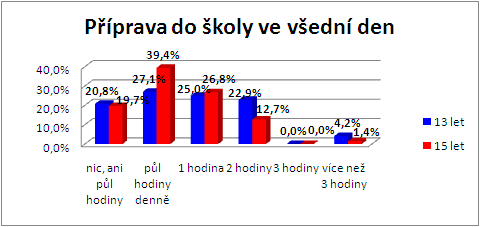 Příprava do školy ve všední den
40,0%
30,0%
20,0%
10,0%
0,0%
20,8%
19,7%
27,1%
39,4%
25,0%
26,8%
22,9%
12,7%
0,0%
0,0%
4,2%
1,4%
nic, ani půl hodiny
půl hodiny denně
1 hodina
2 hodiny
3 hodiny
více než 3 hodiny
13 let
15 let